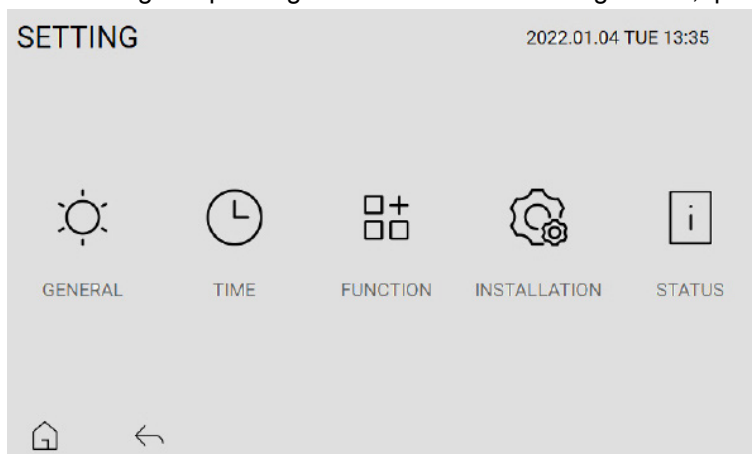 SETTING
2022.01.04 TUE 13:35
i
GENERAL
TIME
FUNCTION
INSTALLATION
STATUS